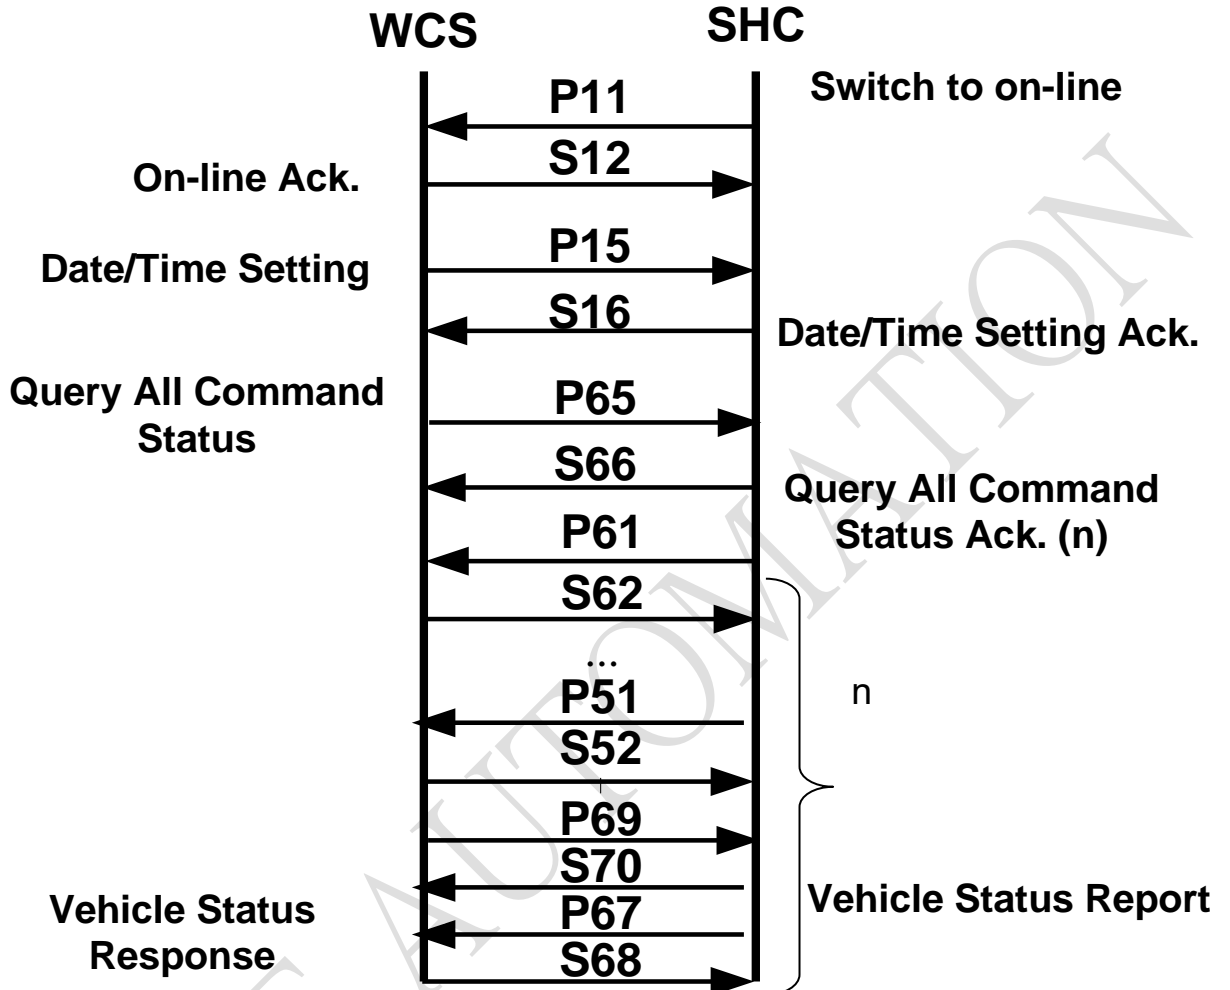 WCS
SHC
Switch to on-line
P11
S12
On-line Ack.
P15
Date/Time Setting
S16
Date/Time Setting Ack.
Query All Command
Status
P65
S66
Query All Command
Status Ack. (n)
P61
S62
...
n
P51
S52
P69
S70
Vehicle Status Report
Vehicle Status
Response
P67
S68
AUTOMATION